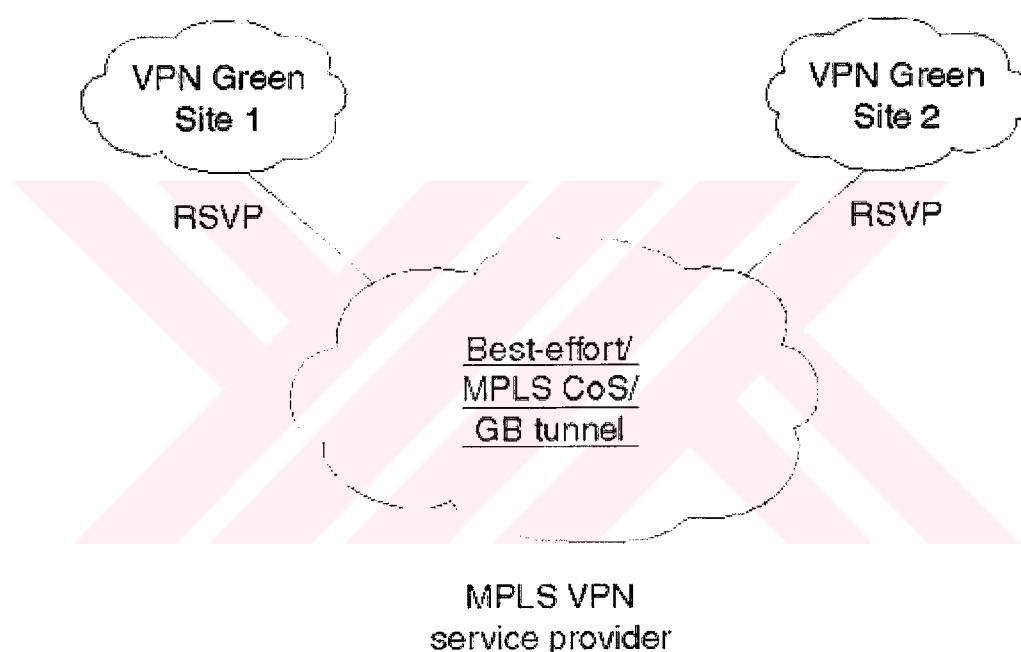 VPN Green
Site 1
VPN Green
Site 2
RSVP
RSVP
Best-effort/
MPLS CoS/
GB tunnel
MPLS VPN
service provider